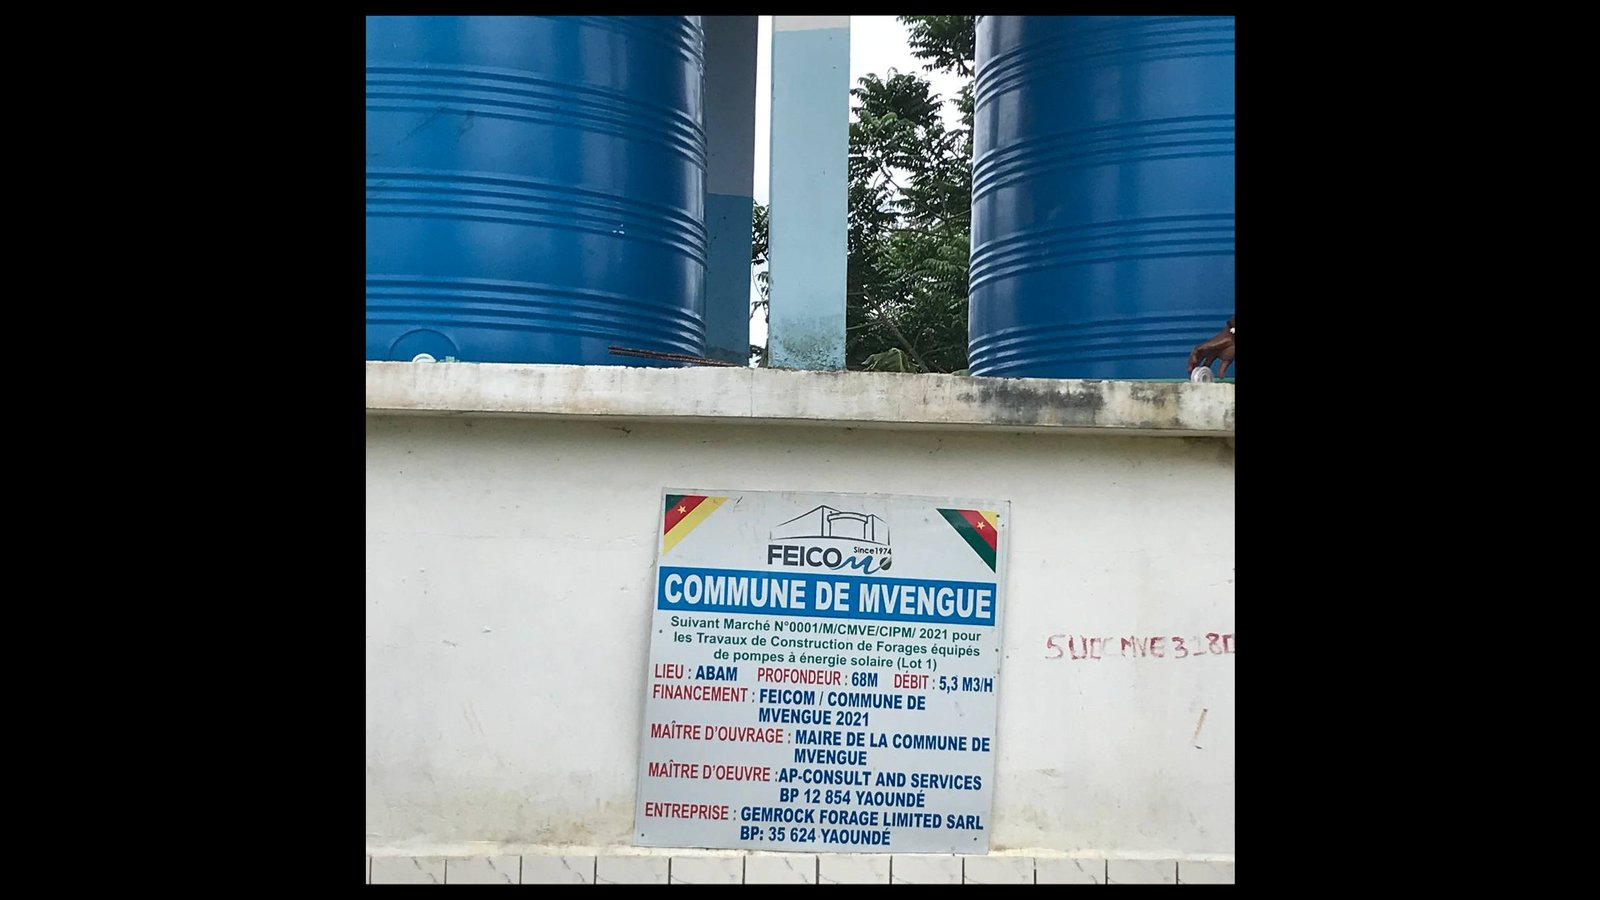 Since1974
FEICOM
COMMUNE DE MVENGUE
Suivant Marché N°0001/M/CMVE/CIPM/ 2021 pour
les Travaux de Construction de Forages équipés
de pompes à énergie solaire (Lot 1)
LIEU : ABAM PROFONDEUR : 68M DÉBIT : 5,3 M3/H
FINANCEMENT : FEICOM / COMMUNE DE
MVENGUE 2021
MAÎTRE D'OUVRAGE : MAIRE DE LA COMMUNE DE
MVENGUE
MAÎTRE D'OEUVRE :AP-CONSULT AND SERVICES
BP 12 854 YAOUNDÉ
ENTREPRISE : GEMROCK FORAGE LIMITED SARL
BP: 35 624 YAOUNDÉ